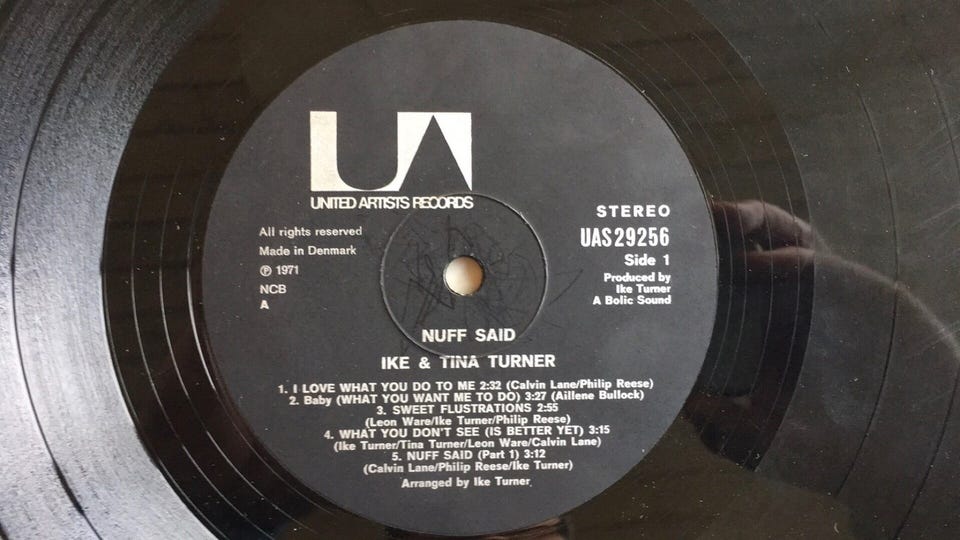 UA
UNITED ARTISTS RECORDS
All rights reserved
Made in Denmark
℗ 1971
NCB
A
STEREO
UAS 29256
Side 1
Produced by
Ike Turner
A Bolic Sound
NUFF SAID
IKE & TINA TURNER
1. I LOVE WHAT YOU DO TO ME 2:32 (Calvin Lane/Philip Reese)
2. Baby (WHAT YOU WANT ME TO DO) 3:27 (Aillene Bullock)
3. SWEET FLUSTRATIONS 2:55
(Leon Ware/Ike Turner/Philip Reese)
4. WHAT YOU DON'T SEE (IS BETTER YET) 3:15
(Ike Turner/Tina Turner/Leon Ware/Calvin Lane)
5. NUFF SAID (Part 1) 3:12
(Calvin Lane/Philip Reese/Ike Turner)
Arranged by Ike Turner